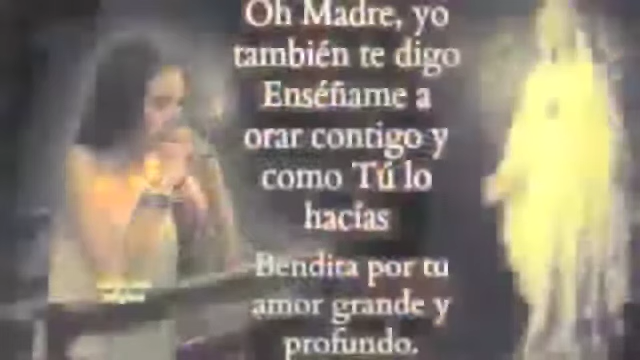 Oh Madre, yo
también te digo
Enséñame a
orar contigo y
como Tú lo
hacías
Bendita por tu
amor grande y
profundo.